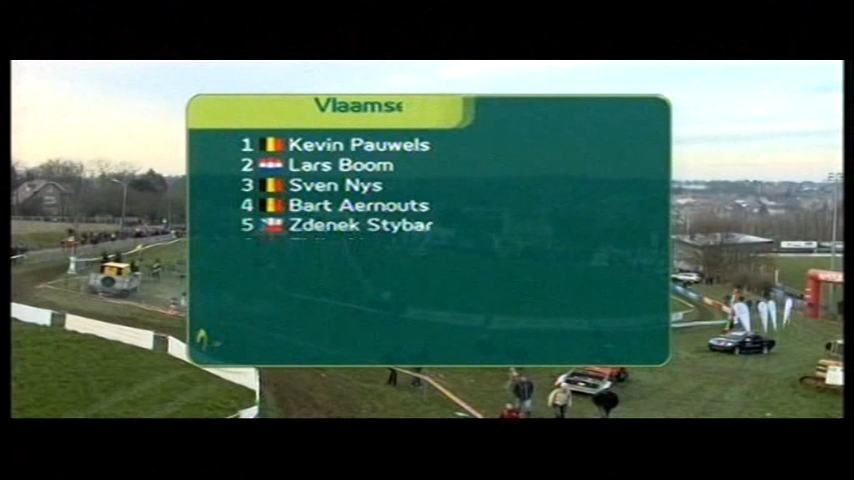 Vlaamse
1 Kevin Pauwels
2 Lars Boom
3 Sven Nys
4 Bart Aernouts
5 Zdenek Stybar